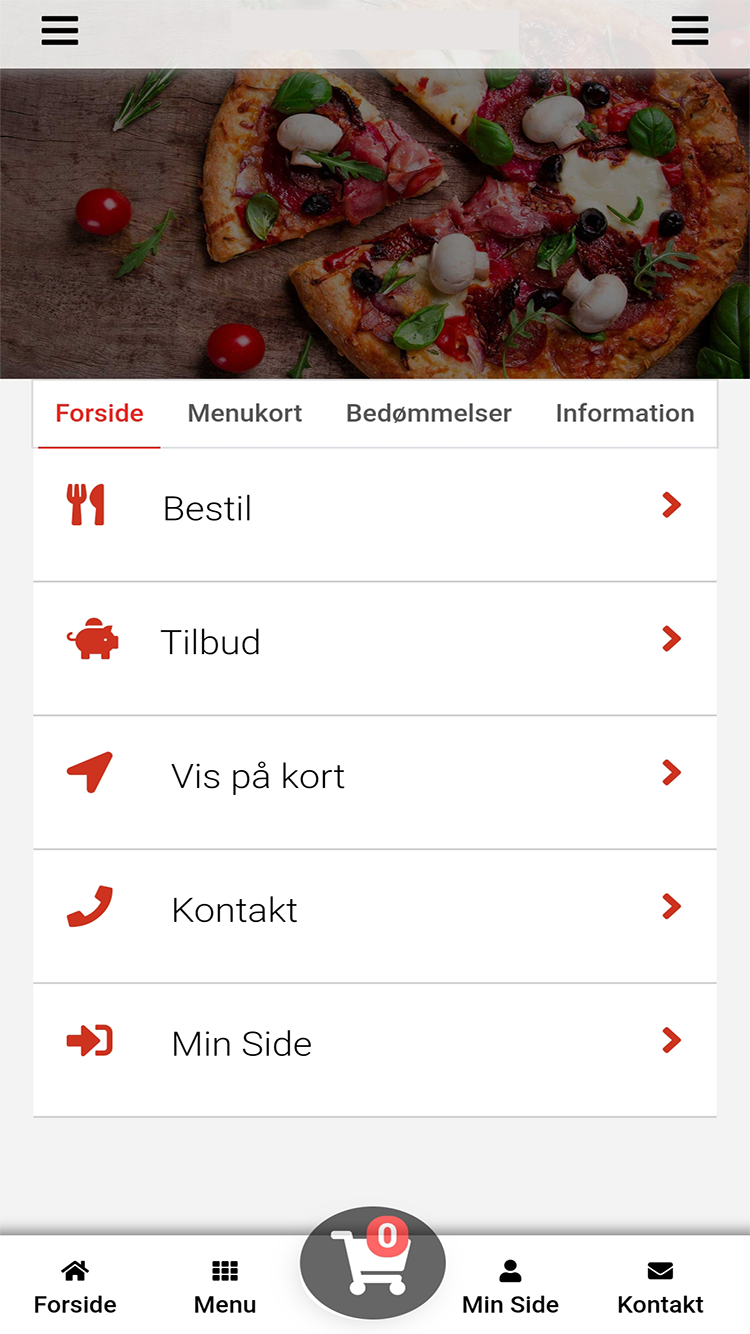 Forside Menukort Bedømmelser Information
Bestil
Tilbud
Vis på kort
Kontakt
Min Side
0
Forside Menu Min Side Kontakt